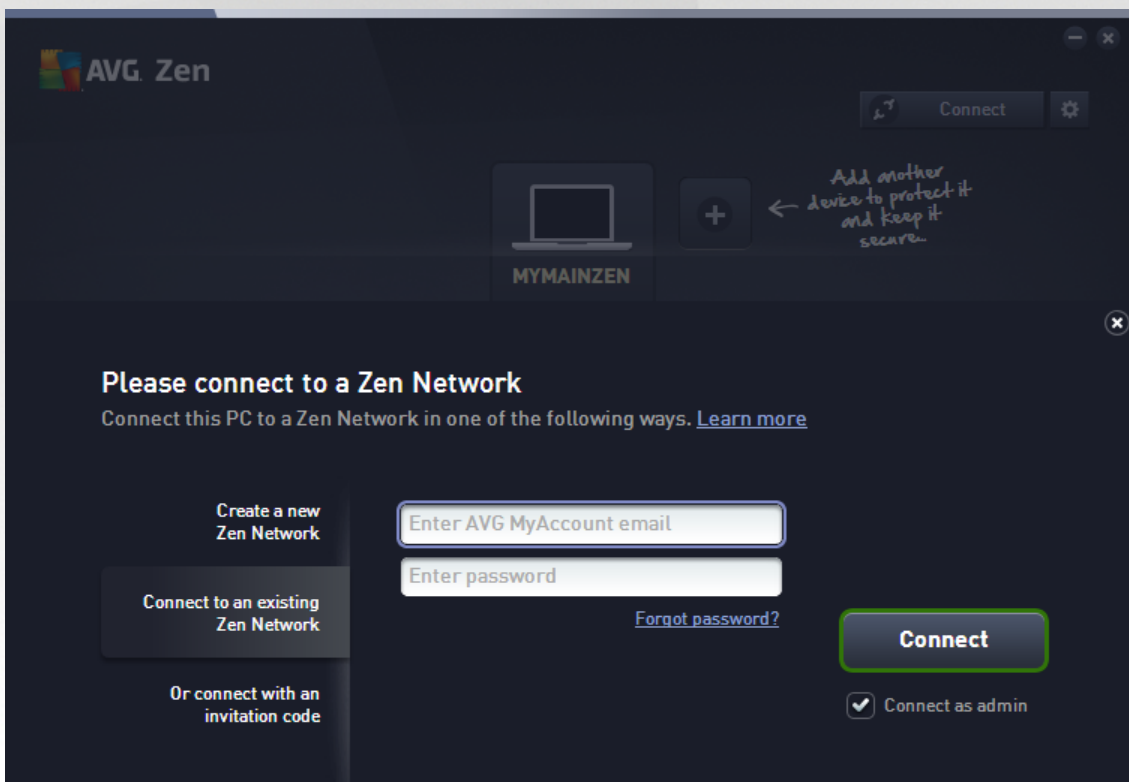 AVG. Zen
Connect
Add another
device to protect it
and keep it
secure
MYMAINZEN
Please connect to a Zen Network
Connect this PC to a Zen Network in one of the following ways. Learn more
Create a new
Zen Network
Enter AVG MyAccount email
Enter password
Connect to an existing
Zen Network
Forgot password?
Connect
Or connect with an
invitation code
Connect as admin